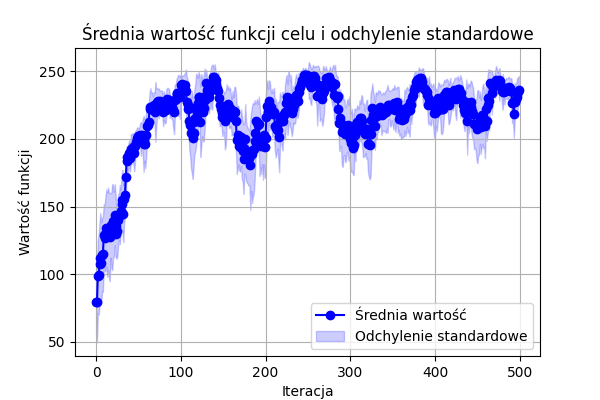 Średnia wartość funkcji celu i odchylenie standardowe
250
200
150
100
50
Wartość funkcji
0 100 200 300 400 500
Iteracja
Średnia wartość
Odchylenie standardowe